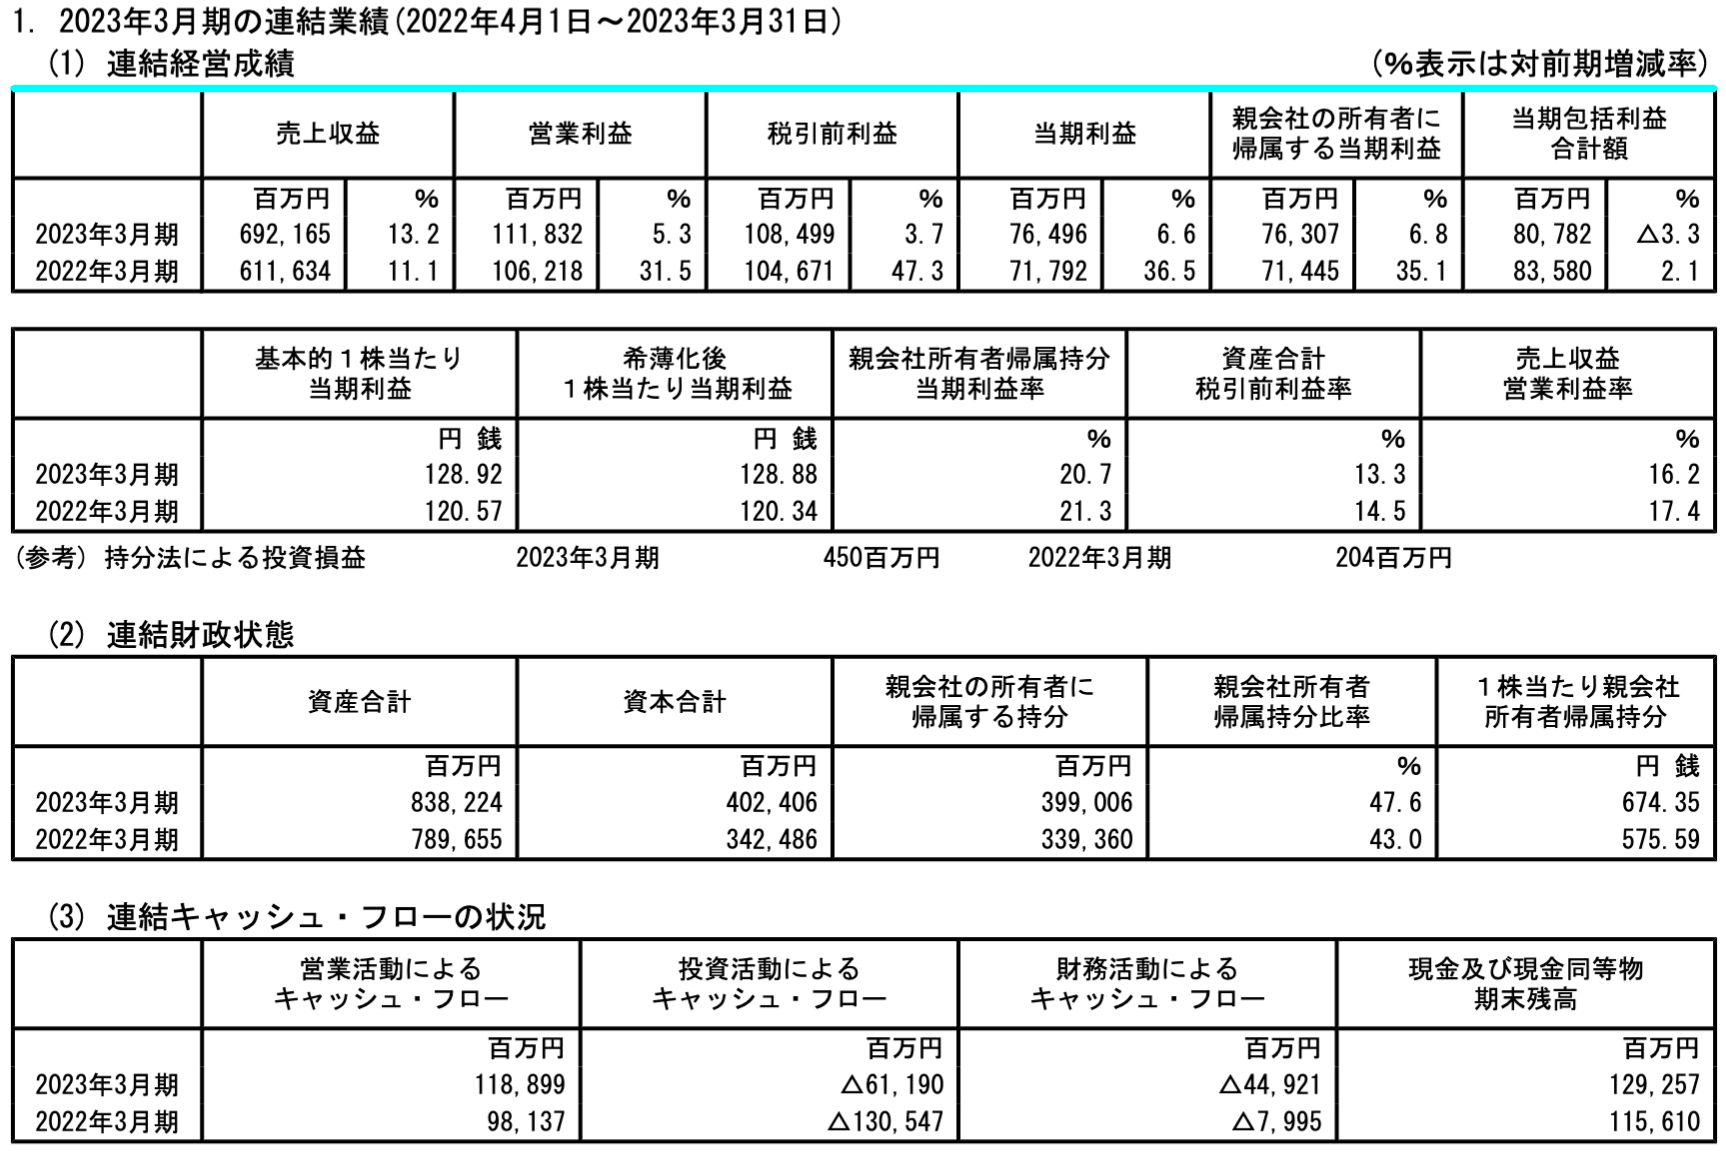 1. 2023年3月期の連結業績(2022年4月1日～2023年3月31日)
(1) 連結経営成績 (％表示は対前期増減率)
売上収益 営業利益 税引前利益 当期利益 親会社の所有者に帰属する当期利益 当期包括利益合計額
百万円 % 百万円 % 百万円 % 百万円 % 百万円 % 百万円 %
2023年3月期 692,165 13.2 111,832 5.3 108,499 3.7 76,496 6.6 76,307 6.8 80,782 △3.3
2022年3月期 611,634 11.1 106,218 31.5 104,671 47.3 71,792 36.5 71,445 35.1 83,580 2.1
基本的１株当たり当期利益 希薄化後１株当たり当期利益 親会社所有者帰属持分当期利益率 資産合計税引前利益率 売上収益営業利益率
円 銭 円 銭 % % %
2023年3月期 128.92 128.88 20.7 13.3 16.2
2022年3月期 120.57 120.34 21.3 14.5 17.4
(参考) 持分法による投資損益 2023年3月期 450百万円 2022年3月期 204百万円
(2) 連結財政状態
資産合計 資本合計 親会社の所有者に帰属する持分 親会社所有者帰属持分比率 １株当たり親会社所有者帰属持分
百万円 百万円 百万円 % 円 銭
2023年3月期 838,224 402,406 399,006 47.6 674.35
2022年3月期 789,655 342,486 339,360 43.0 575.59
(3) 連結キャッシュ・フローの状況
営業活動によるキャッシュ・フロー 投資活動によるキャッシュ・フロー 財務活動によるキャッシュ・フロー 現金及び現金同等物期末残高
百万円 百万円 百万円 百万円
2023年3月期 118,899 △61,190 △44,921 129,257
2022年3月期 98,137 △130,547 △7,995 115,610